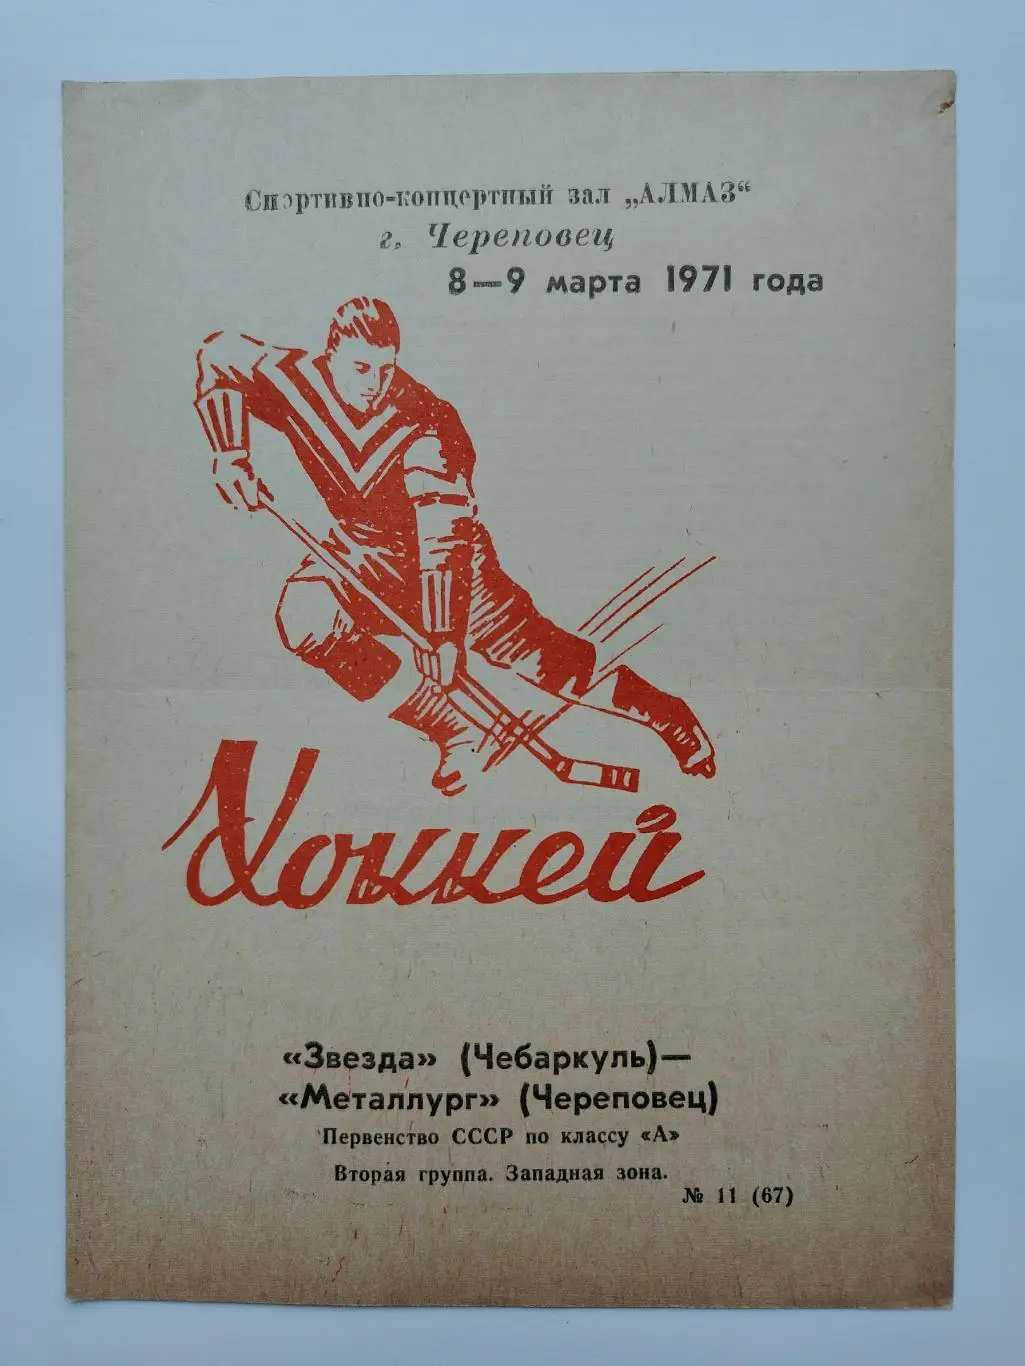 Спортивно-концертный зал „АЛМАЗ“
г. Череповец
8—9 марта 1971 года
Хоккей
«Звезда» (Чебаркуль)—
«Металлург» (Череповец)
Первенство СССР по классу «А»
Вторая группа. Западная зона.
№ 11 (67)